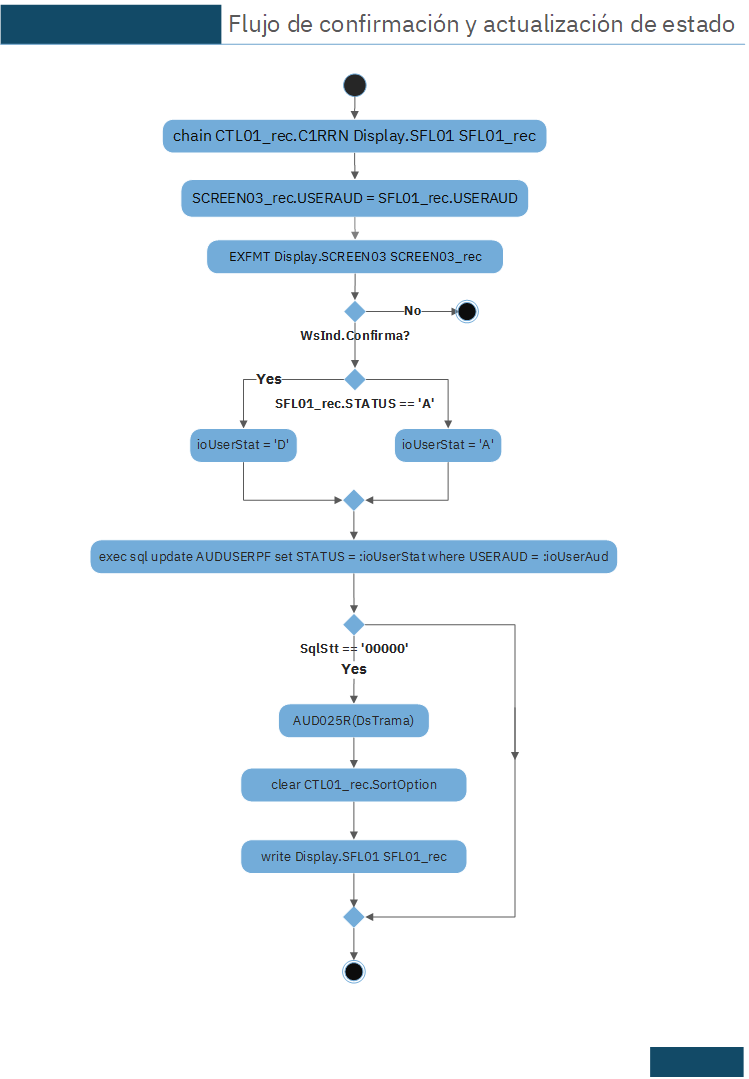 Flujo de confirmación y actualización de estado
chain CTL01_rec.C1RRN Display.SFL01 SFL01_rec
SCREEN03_rec.USERAUD = SFL01_rec.USERAUD
EXFMT Display.SCREEN03 SCREEN03_rec
No
WsInd.Confirma?
Yes
SFL01_rec.STATUS == 'A'
ioUserStat = 'D'
ioUserStat = 'A'
exec sql update AUDUSERPF set STATUS = :ioUserStat where USERAUD = :ioUserAud
SqlStt == '00000'
Yes
AUD025R(DsTrama)
clear CTL01_rec.SortOption
write Display.SFL01 SFL01_rec